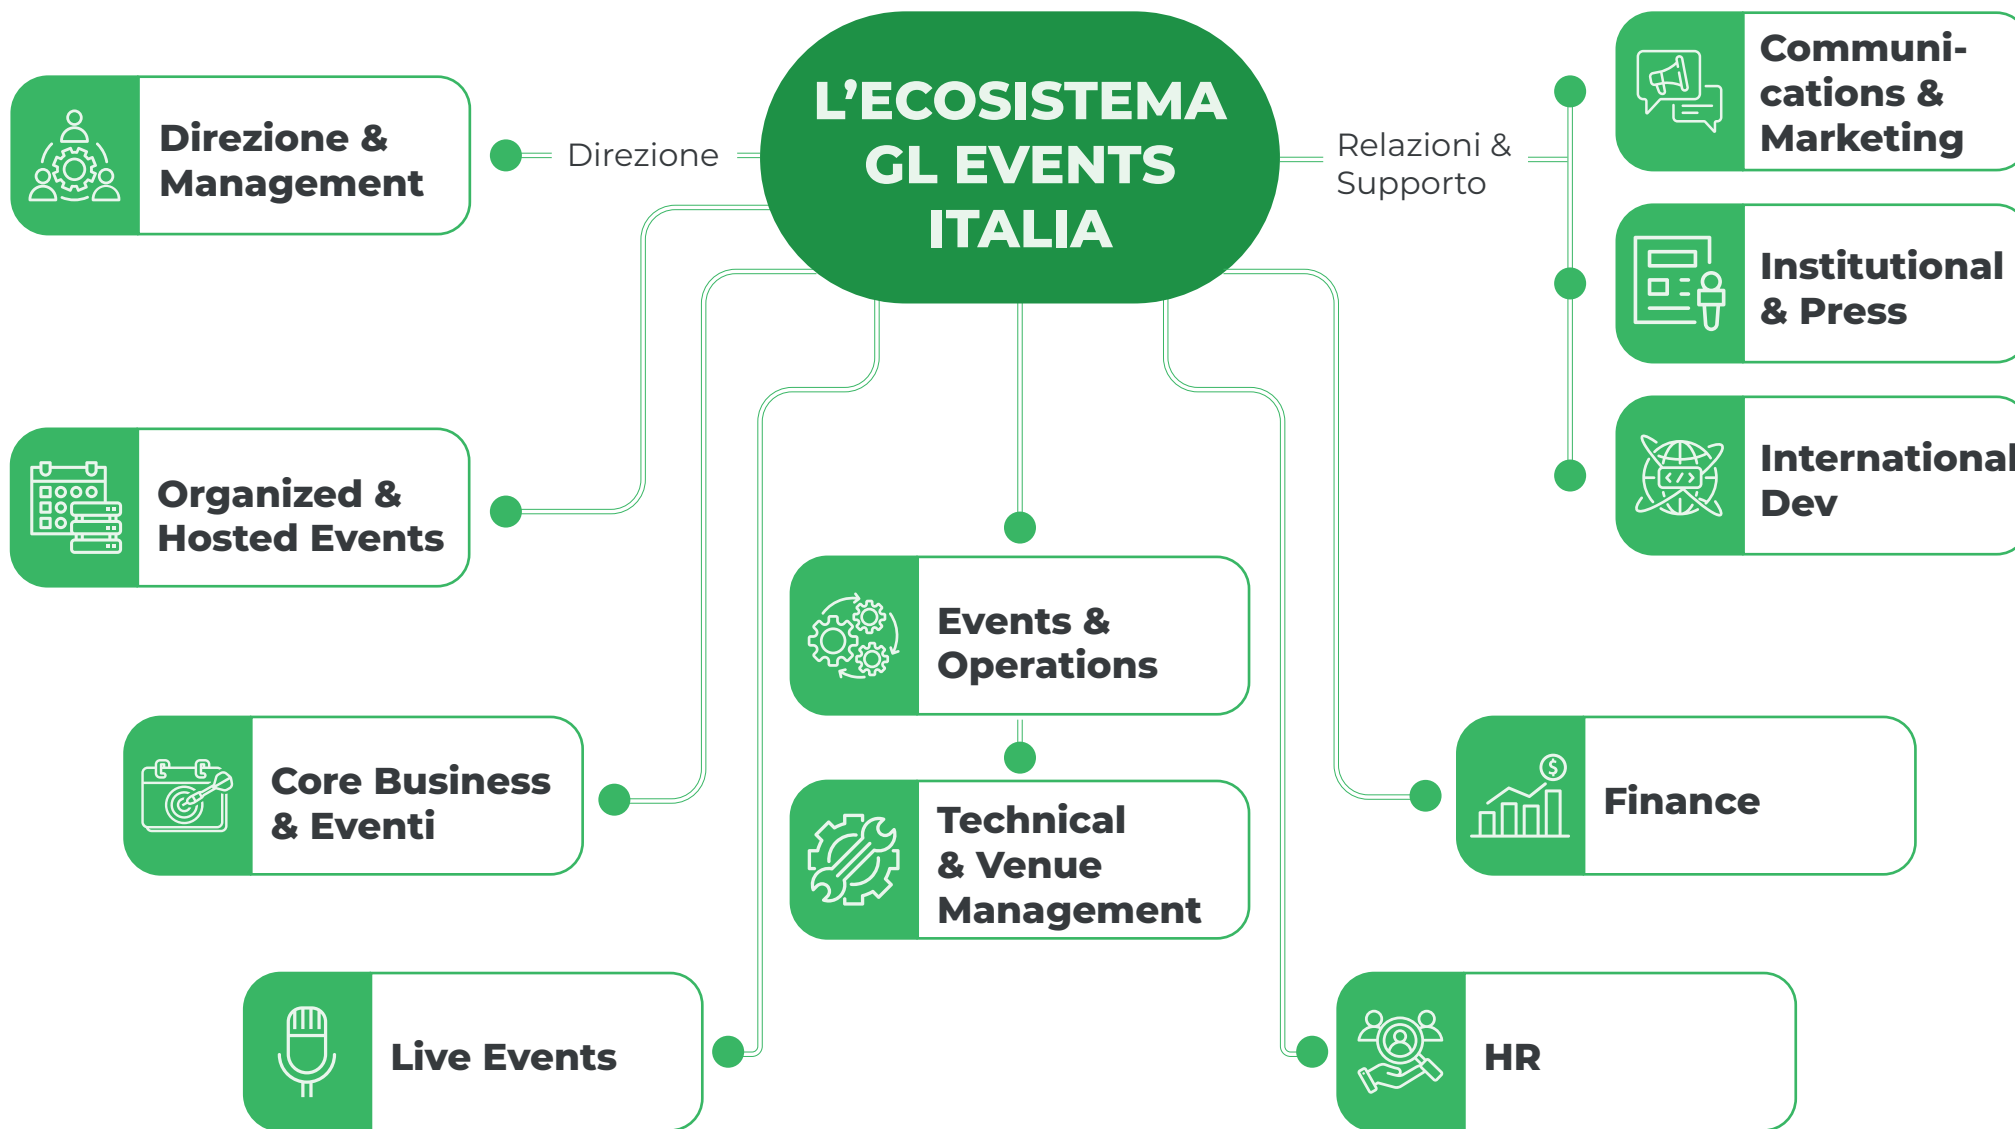 L’ECOSISTEMA
GL EVENTS
ITALIA
Direzione
Direzione &
Management
Organized &
Hosted Events
Core Business
& Eventi
Live Events
Events &
Operations
Technical
& Venue
Management
Relazioni &
Supporto
Communi-
cations &
Marketing
Institutional
& Press
International
Dev
</>
$
Finance
HR